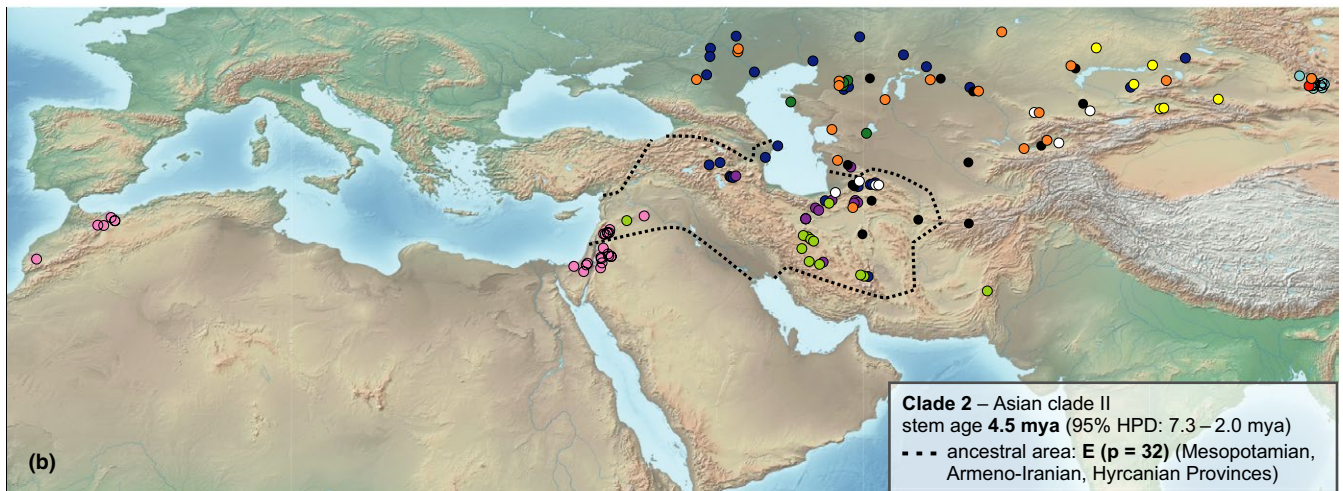 (b)
Clade 2 – Asian clade II
stem age 4.5 mya (95% HPD: 7.3 – 2.0 mya)
ancestral area: E (p = 32) (Mesopotamian,
Armeno-Iranian, Hyrcanian Provinces)